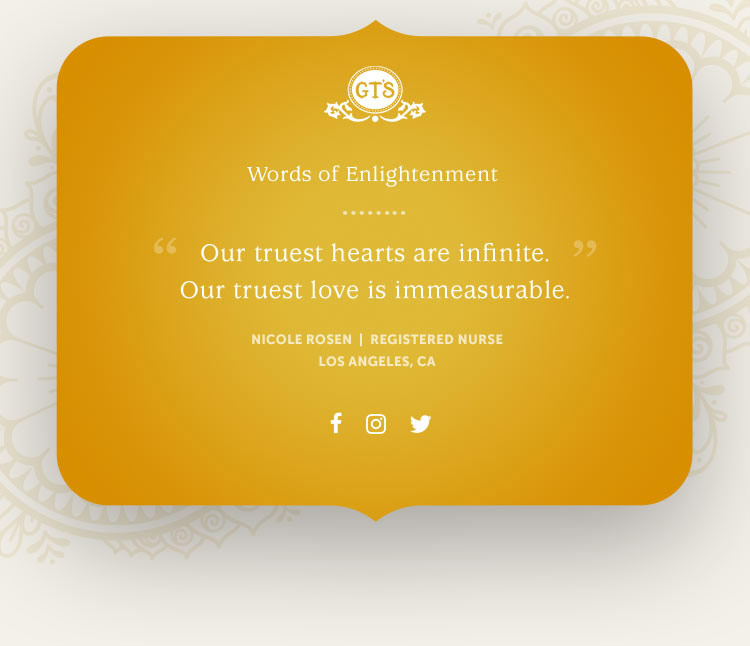 GT'S
Words of Enlightenment
“ Our truest hearts are infinite. ”
Our truest love is immeasurable.
NICOLE ROSEN | REGISTERED NURSE
LOS ANGELES, CA